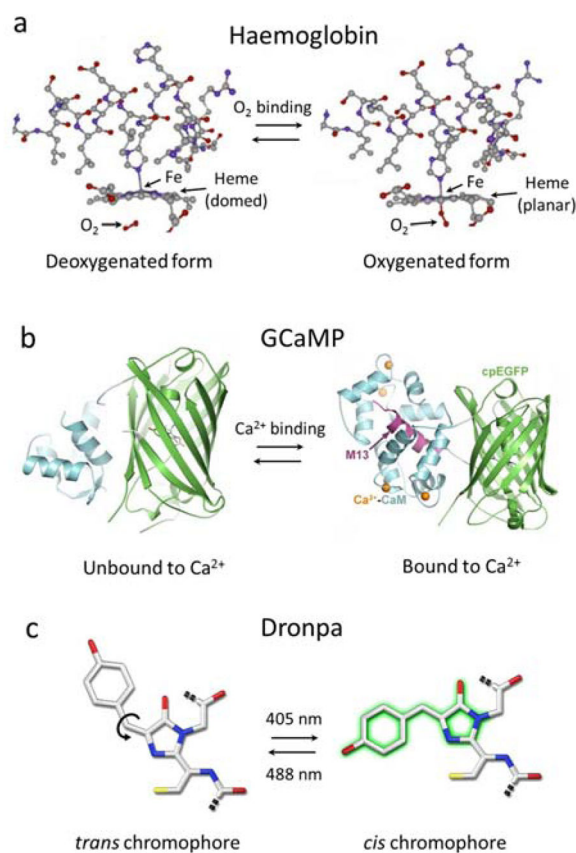 a
Haemoglobin
O₂ binding
Fe
Heme
(domed)
O₂
Fe
Heme
(planar)
O₂
Deoxygenated form
Oxygenated form
b
GCaMP
cpEGFP
Ca²⁺ binding
M13
Ca²⁺-CaM
Unbound to Ca²⁺
Bound to Ca²⁺
c
Dronpa
405 nm
488 nm
trans chromophore
cis chromophore